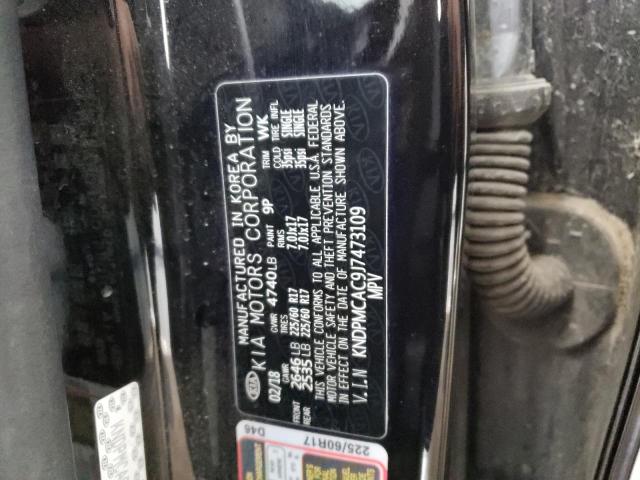 MANUFACTURED IN KOREA BY
KIA KIA MOTORS CORPORATION
02/18 GVWR 4740LB PAINT 9P TRIM WK
GAWR TIRES RIMS COLD TIRE INFL
FRONT 2646LB 225/60 R17 7.0Jx17 35psi SINGLE
REAR 2535LB 225/60 R17 7.0Jx17 35psi SINGLE
THIS VEHICLE CONFORMS TO ALL APPLICABLE U.S.A. FEDERAL
MOTOR VEHICLE SAFETY AND THEFT PREVENTION STANDARDS
IN EFFECT ON THE DATE OF MANUFACTURE SHOWN ABOVE.
V.I.N KNDPMCAC9J7473109
MPV
D46
225/60R17